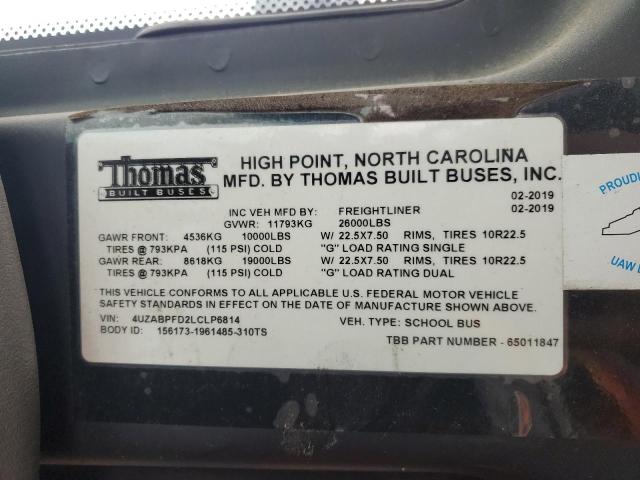 Thomas
BUILT BUSES
HIGH POINT, NORTH CAROLINA
MFD. BY THOMAS BUILT BUSES, INC.
02-2019
INC VEH MFD BY: FREIGHTLINER 02-2019
GVWR: 11793KG 26000LBS
GAWR FRONT: 4536KG 10000LBS W/ 22.5X7.50 RIMS, TIRES 10R22.5
TIRES @ 793KPA (115 PSI) COLD "G" LOAD RATING SINGLE
GAWR REAR: 8618KG 19000LBS W/ 22.5X7.50 RIMS, TIRES 10R22.5
TIRES @ 793KPA (115 PSI) COLD "G" LOAD RATING DUAL
THIS VEHICLE CONFORMS TO ALL APPLICABLE U.S. FEDERAL MOTOR VEHICLE
SAFETY STANDARDS IN EFFECT ON THE DATE OF MANUFACTURE SHOWN ABOVE.
VIN: 4UZABPFD2LCLP6814 VEH. TYPE: SCHOOL BUS
BODY ID: 156173-1961485-310TS TBB PART NUMBER - 65011847
PROUDL
UAW L